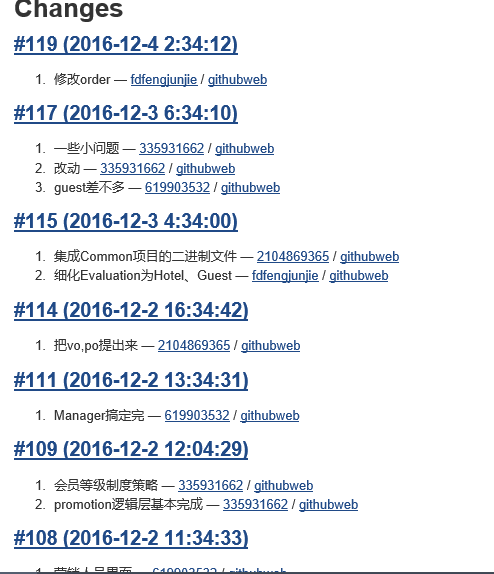 Changes
#119 (2016-12-4 2:34:12)
1. 修改order — fdfengjunjie / githubweb
#117 (2016-12-3 6:34:10)
1. 一些小问题 — 335931662 / githubweb
2. 改动 — 335931662 / githubweb
3. guest差不多 — 619903532 / githubweb
#115 (2016-12-3 4:34:00)
1. 集成Common项目的二进制文件 — 2104869365 / githubweb
2. 细化Evaluation为Hotel、Guest — fdfengjunjie / githubweb
#114 (2016-12-2 16:34:42)
1. 把vo,po提出来 — 2104869365 / githubweb
#111 (2016-12-2 13:34:31)
1. Manager搞定完 — 619903532 / githubweb
#109 (2016-12-2 12:04:29)
1. 会员等级制度策略 — 335931662 / githubweb
2. promotion逻辑层基本完成 — 335931662 / githubweb
#108 (2016-12-2 11:34:33)
1. 营销人员界面 — 619903532 / githubweb